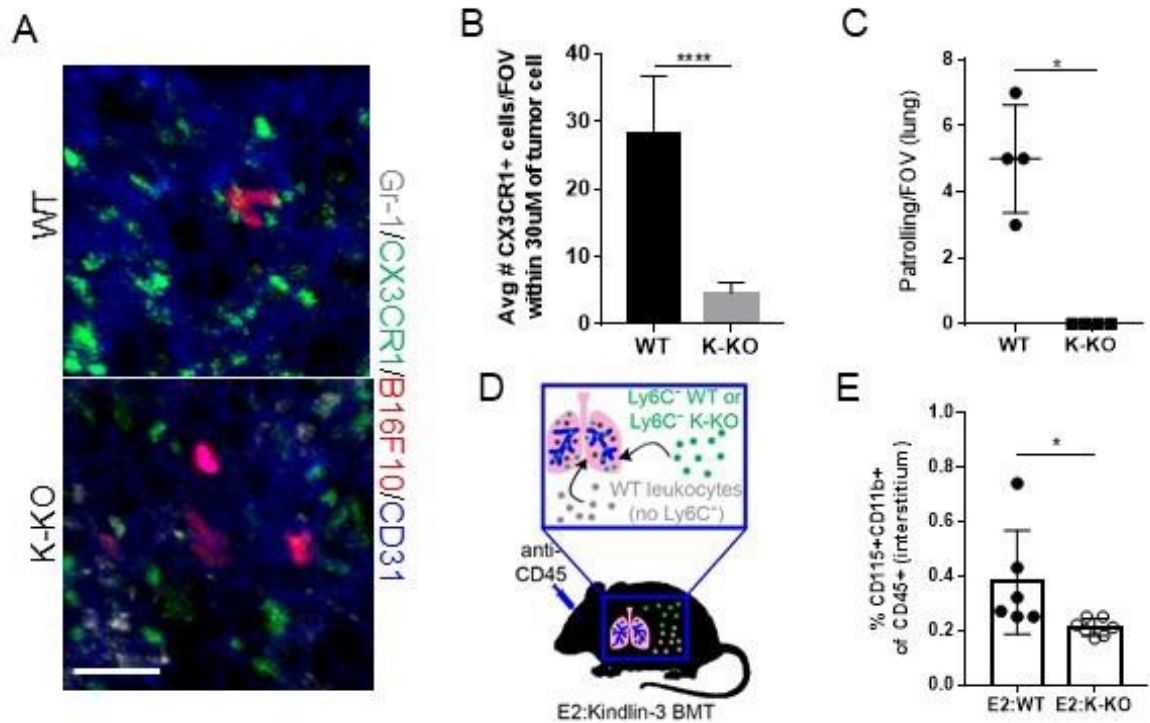 A
WT
K-KO
Gr-1/CX3CR1/B16F10/CD31
B
Avg # CX3CR1+ cells/FOV
within 30uM of tumor cell
40
30
20
10
0
****
WT
K-KO
C
Patrolling/FOV (lung)
8
6
4
2
0
*
WT
K-KO
D
Ly6C⁻ WT or
Ly6C⁻ K-KO
WT leukocytes
(no Ly6C⁻)
anti-
CD45
E2:Kindlin-3 BMT
E
% CD115+CD11b+
of CD45+ (interstitium)
1.0
0.8
0.6
0.4
0.2
0.0
*
E2:WT
E2:K-KO